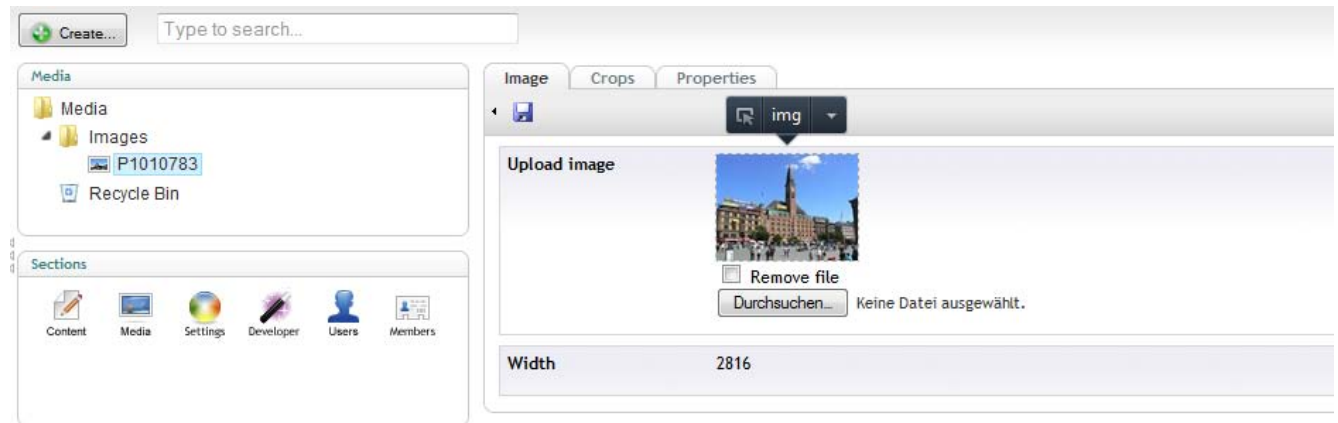 Create...
Type to search...
Media
Media
Images
P1010783
Recycle Bin
Sections
Content
Media
Settings
Developer
Users
Members
Image
Crops
Properties
img
Upload image
Remove file
Durchsuchen...
Keine Datei ausgewählt.
Width
2816